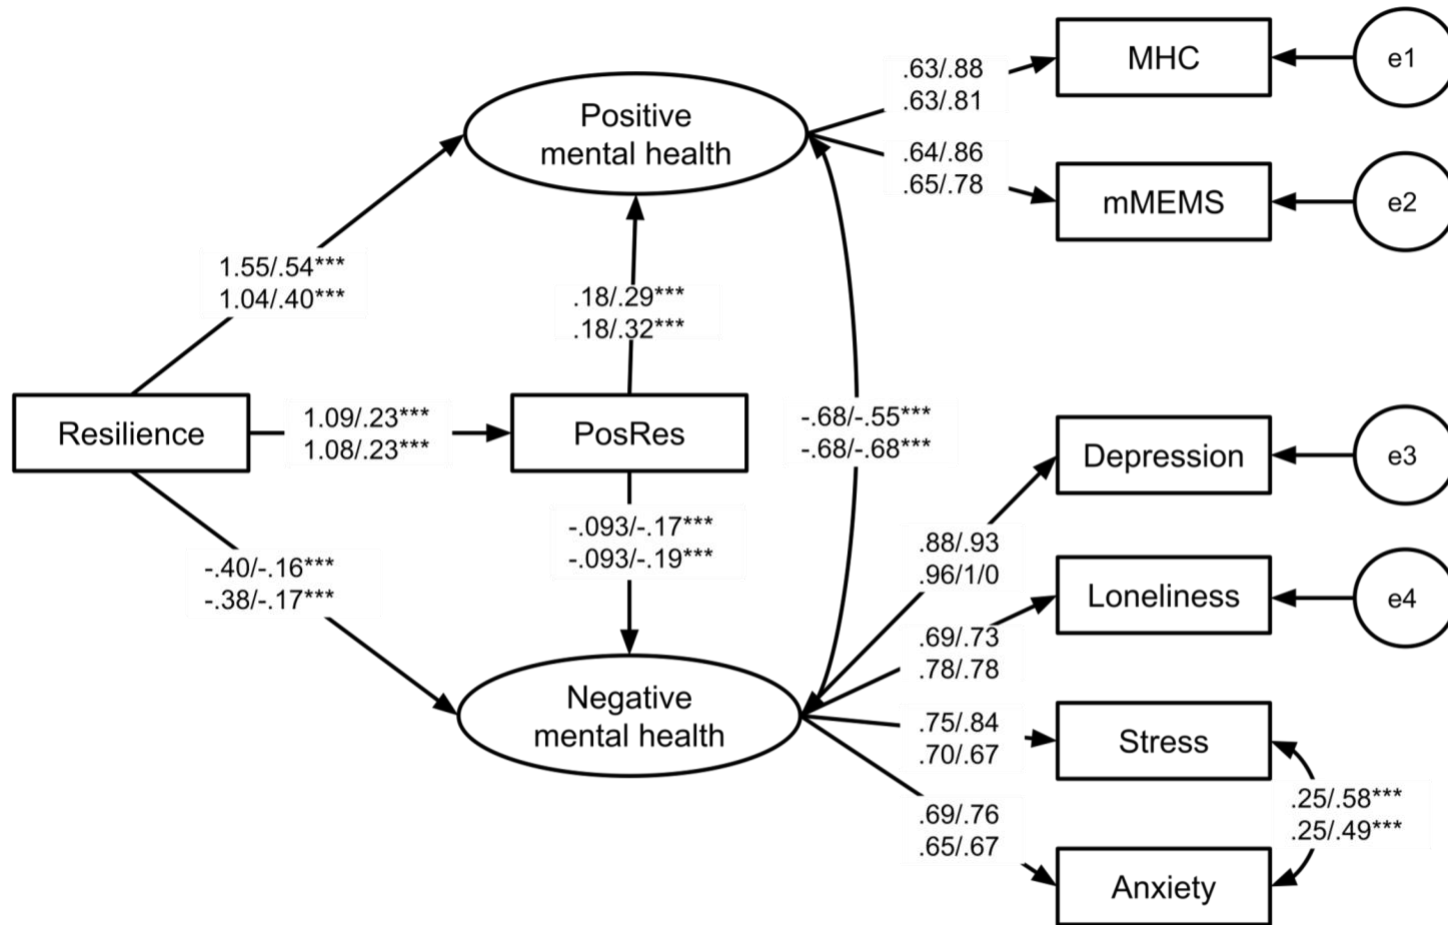 MHC
e1
.63/.88
.63/.81
Positive
mental health
.64/.86
.65/.78
mMEMS
e2
1.55/.54***
1.04/.40***
.18/.29***
.18/.32***
Resilience
1.09/.23***
1.08/.23***
PosRes
-.68/-.55***
-.68/-.68***
Depression
e3
-.093/-.17***
-.093/-.19***
-.40/-.16***
-.38/-.17***
.88/.93
.96/1/0
Loneliness
e4
.69/.73
.78/.78
Negative
mental health
.75/.84
.70/.67
Stress
.25/.58***
.25/.49***
.69/.76
.65/.67
Anxiety